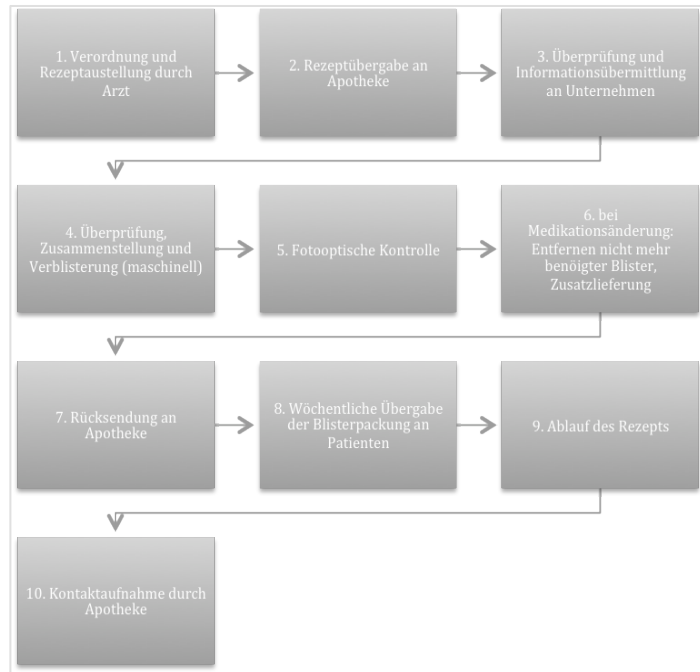 1. Verordnung und
Rezeptaustellung durch
Arzt
2. Rezeptübergabe an
Apotheke
3. Überprüfung und
Informationsübermittlung
an Unternehmen
4. Überprüfung,
Zusammenstellung und
Verblisterung (maschinell)
5. Fotooptische Kontrolle
6. bei
Medikationsänderung:
Entfernen nicht mehr
benöigter Blister,
Zusatzlieferung
7. Rücksendung an
Apotheke
8. Wöchentliche Übergabe
der Blisterpackung an
Patienten
9. Ablauf des Rezepts
10. Kontaktaufnahme durch
Apotheke